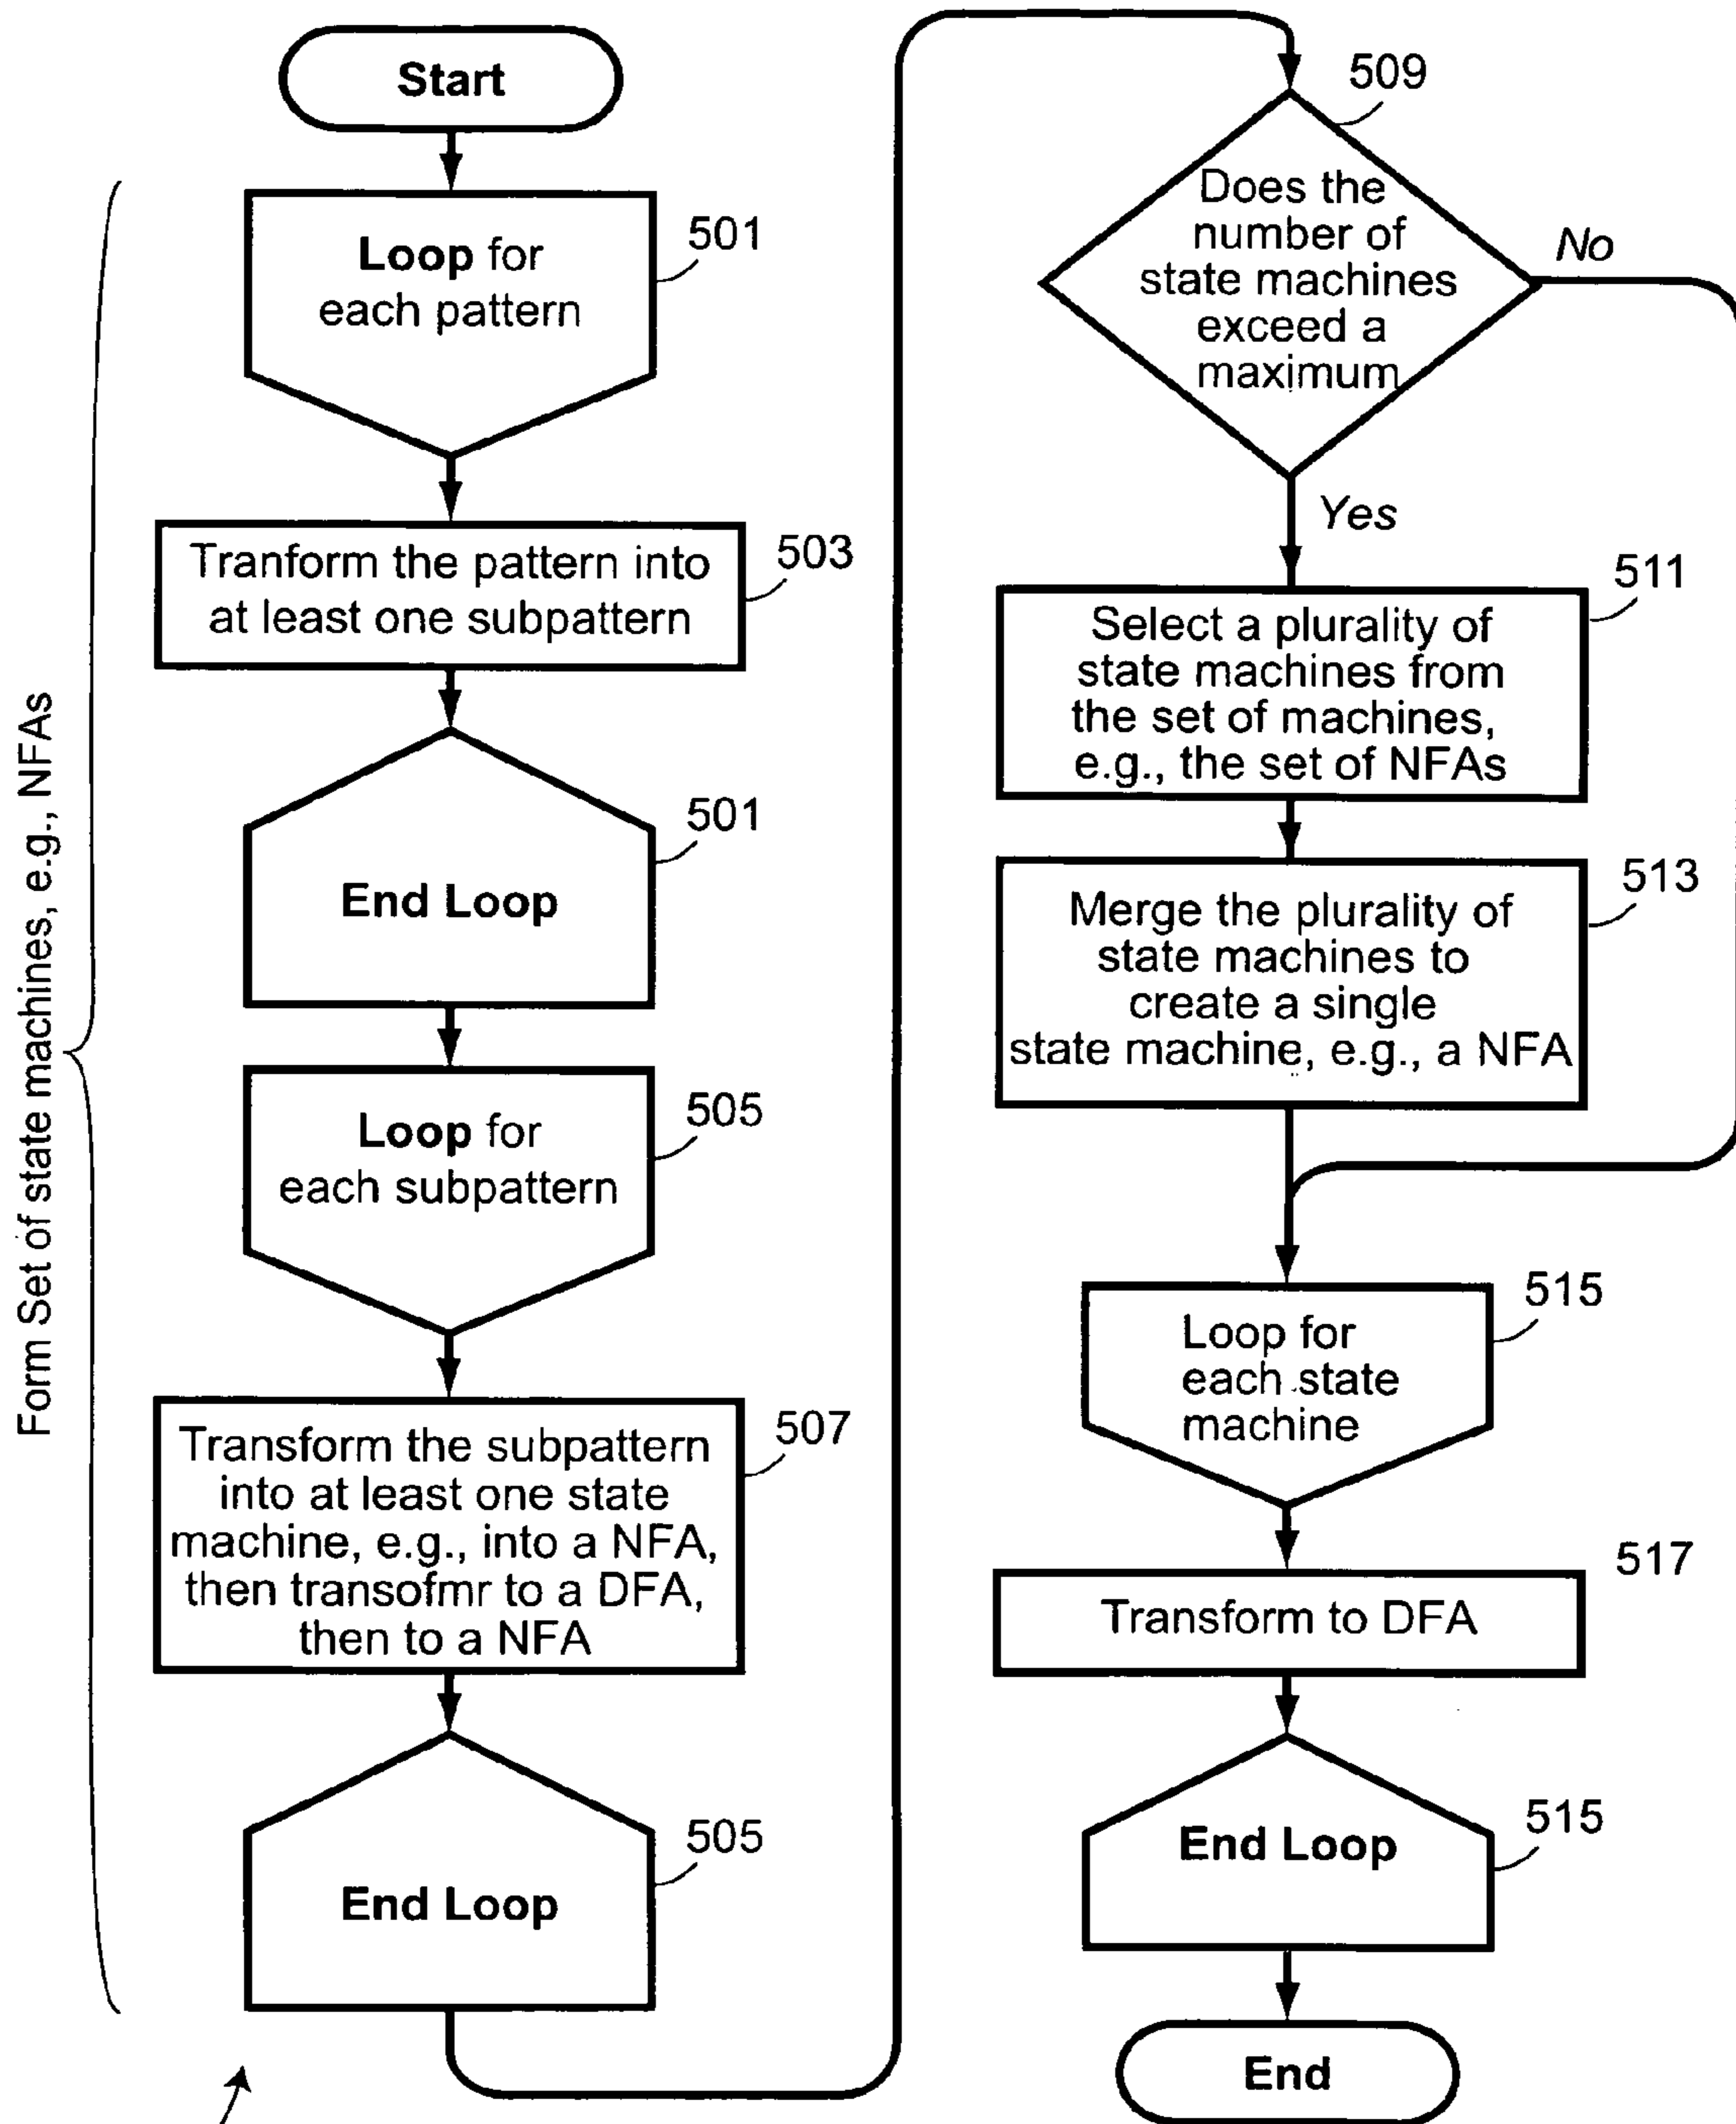 Start
Loop for
each pattern
501
Tranform the pattern into
at least one subpattern
503
End Loop
501
Loop for
each subpattern
505
Transform the subpattern
into at least one state
machine, e.g., into a NFA,
then transofmr to a DFA,
then to a NFA
507
End Loop
505
Form Set of state machines, e.g., NFAs
Does the
number of
state machines
exceed a
maximum
509
No
Yes
Select a plurality of
state machines from
the set of machines,
e.g., the set of NFAs
511
Merge the plurality of
state machines to
create a single
state machine, e.g., a NFA
513
Loop for
each state
machine
515
Transform to DFA
517
End Loop
515
End